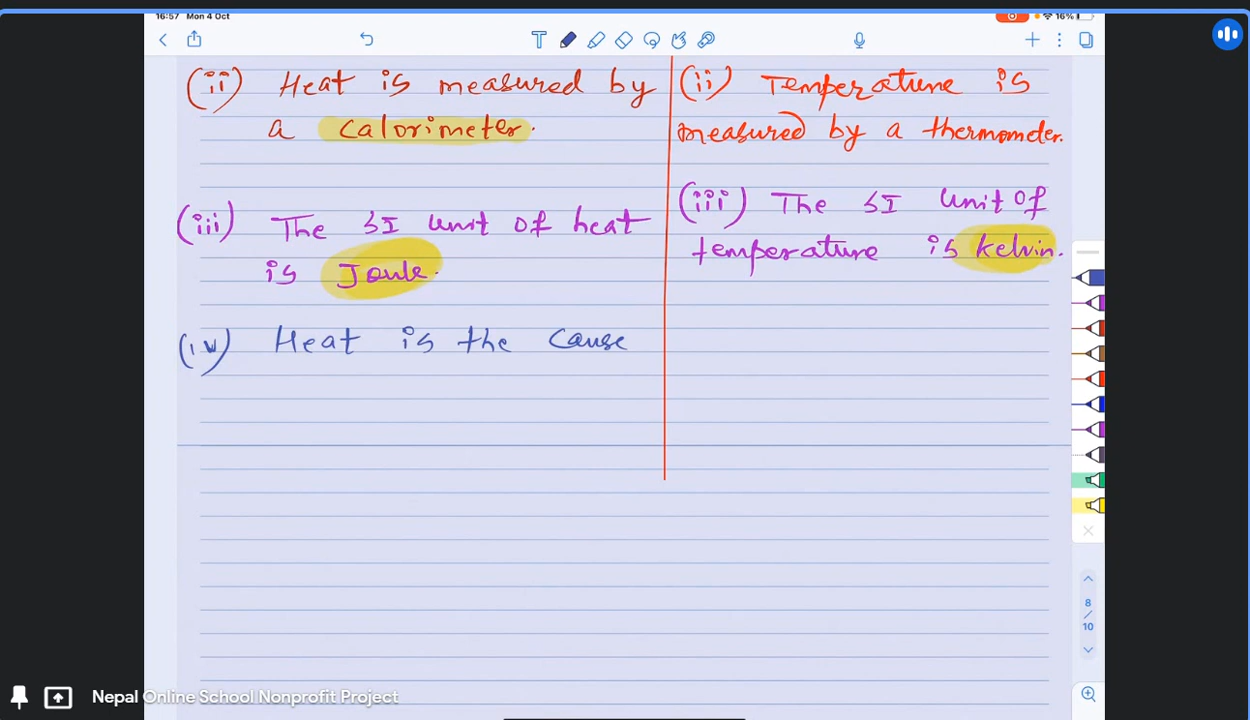 16:57 Mon 4 Oct
16%
(ii) Heat is measured by
a calorimeter.
(iii) The SI unit of heat
is Joule.
(iv) Heat is the cause
(ii) Temperature is
measured by a thermometer.
(iii) The SI unit of
temperature is kelvin.
8
10
Nepal Online School Nonprofit Project